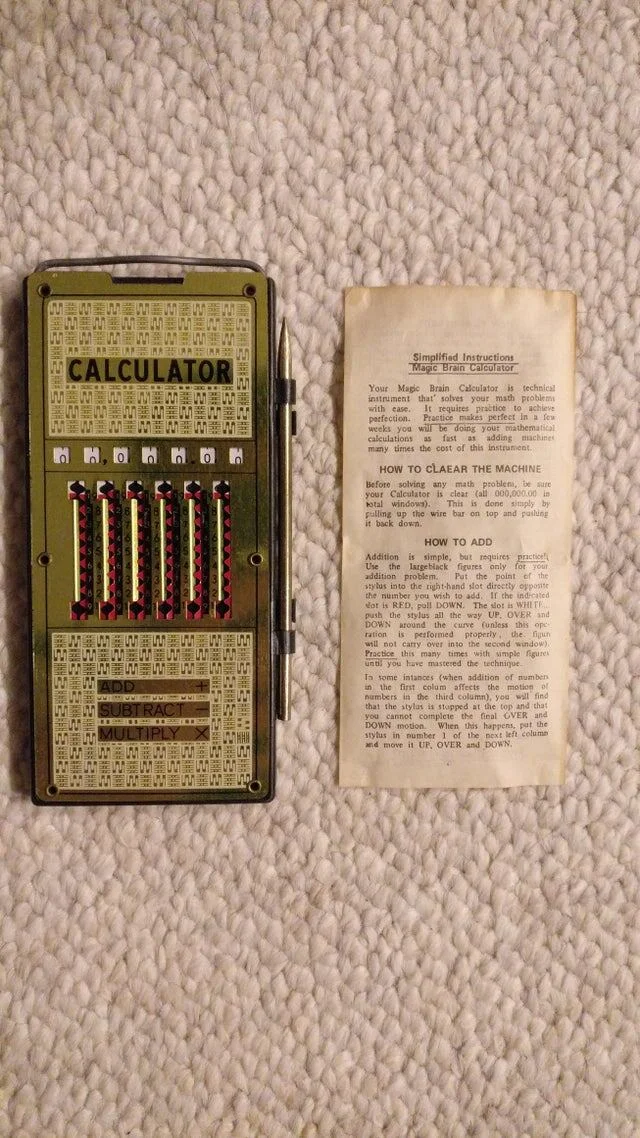 CALCULATOR
0 0,0 0 0.0 0
ADD +
SUBTRACT −
MULTIPLY X
Simplified Instructions
Magic Brain Calculator
Your Magic Brain Calculator is technical
instrument that solves your math problems
with ease. It requires practice to achieve
perfection. Practice makes perfect in a few
weeks you will be doing your mathematical
calculations as fast as adding machines
many times the cost of this instrument.
HOW TO CLAEAR THE MACHINE
Before solving any math problem, be sure
your Calculator is clear (all 000,000.00 in
total windows). This is done simply by
pulling up the wire bar on top and pushing
it back down.
HOW TO ADD
Addition is simple, but requires practice!
Use the largeblack figures only for your
addition problem. Put the point of the
stylus into the right-hand slot directly opposite
the number you wish to add. If the indicated
slot is RED, pull DOWN. The slot is WHITE,
push the stylus all the way UP, OVER and
DOWN around the curve (unless this ope-
ration is performed properly, the figure
will not carry over into the second window).
Practice this many times with simple figures
until you have mastered the technique.
In some intances (when addition of numbers
in the first colum affects the motion of
numbers in the third column), you will find
that the stylus is stopped at the top and that
you cannot complete the final OVER and
DOWN motion. When this happens, put the
stylus in number 1 of the next left column
and move it UP, OVER and DOWN.